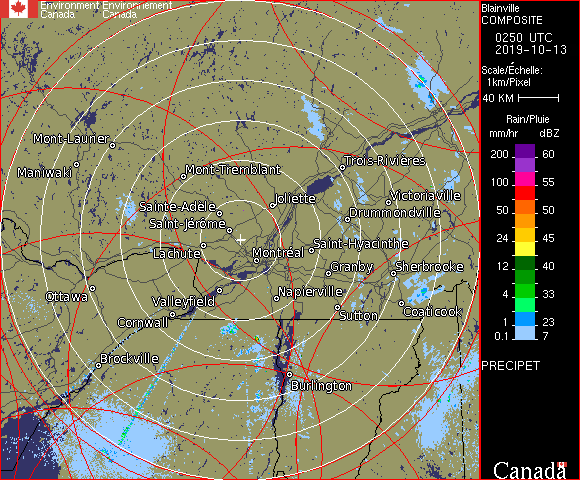 Environment Environnement
Canada Canada
Blainville
COMPOSITE
0250 UTC
2019-10-13
Scale/Échelle:
1km/Pixel
40 KM
Rain/Pluie
mm/hr dBZ
200 60
100 55
50 50
24 45
12 40
4 33
1 23
0.1 7
PRECIPET
Canada
Mont-Laurier
Maniwaki
Mont-Tremblant
Trois-Rivières
Sainte-Adèle
Joliette
Victoriaville
Drummondville
Saint-Jérôme
Lachute
Montréal
Saint-Hyacinthe
Granby
Sherbrooke
Ottawa
Valleyfield
Napierville
Cornwall
Sutton
Coaticook
Brockville
Burlington